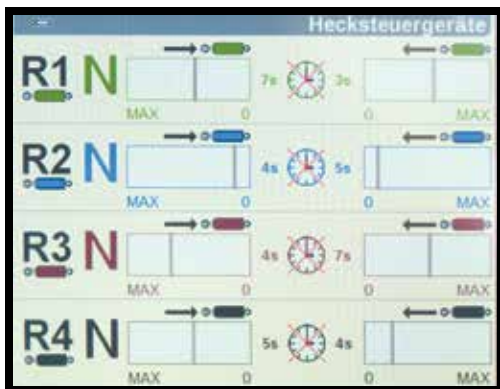 Hecksteuergeräte
R1 N 7s 3s
MAX 0 0 MAX
R2 N 4s 5s
MAX 0 0 MAX
R3 N 4s 7s
MAX 0 0 MAX
R4 N 5s 4s
MAX 0 0 MAX